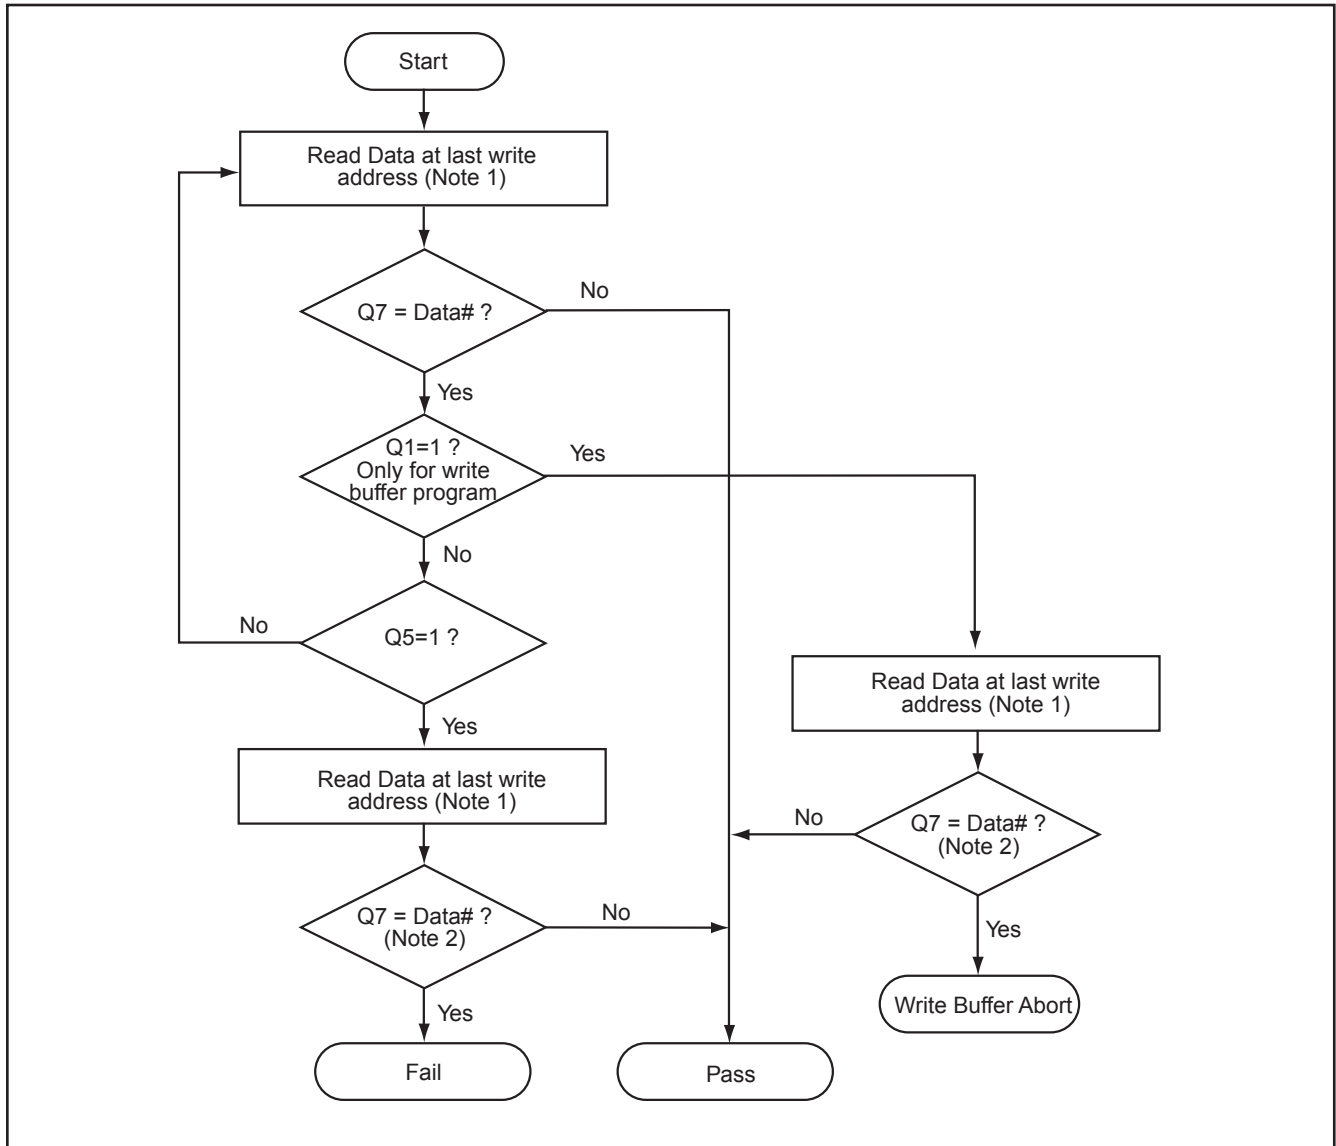 Start
Read Data at last write
address (Note 1)
Q7 = Data# ?
No
Yes
Q1=1 ?
Only for write
buffer program
Yes
No
Q5=1 ?
No
Yes
Read Data at last write
address (Note 1)
Read Data at last write
address (Note 1)
Q7 = Data# ?
(Note 2)
No
Yes
Q7 = Data# ?
(Note 2)
No
Yes
Write Buffer Abort
Fail
Pass